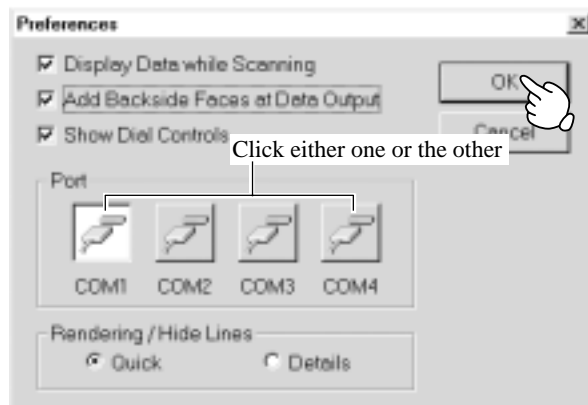 Preferences
Display Data while Scanning
OK
Add Backside Faces at Data Output
Show Dial Controls
Cancel
Click either one or the other
Port
COM1 COM2 COM3 COM4
Rendering / Hide Lines
Quick Details